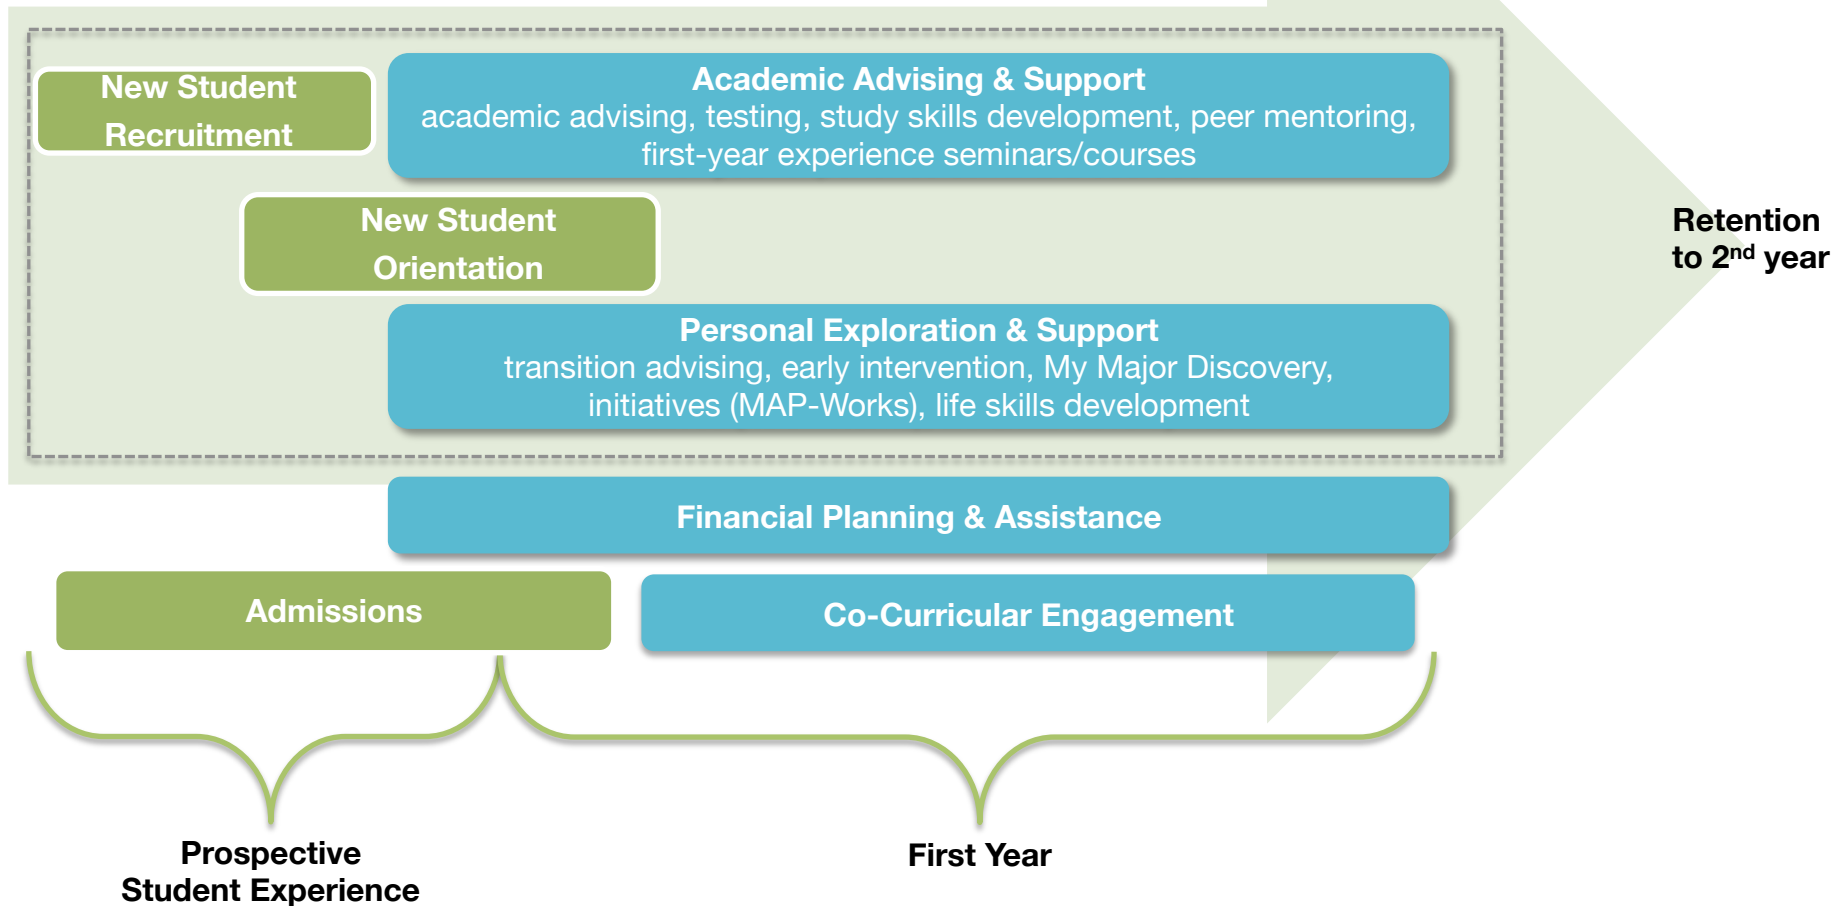 New Student
Recruitment
Academic Advising & Support
academic advising, testing, study skills development, peer mentoring,
first-year experience seminars/courses
New Student
Orientation
Retention
to 2nd year
Personal Exploration & Support
transition advising, early intervention, My Major Discovery,
initiatives (MAP-Works), life skills development
Financial Planning & Assistance
Admissions
Co-Curricular Engagement
Prospective
Student Experience
First Year